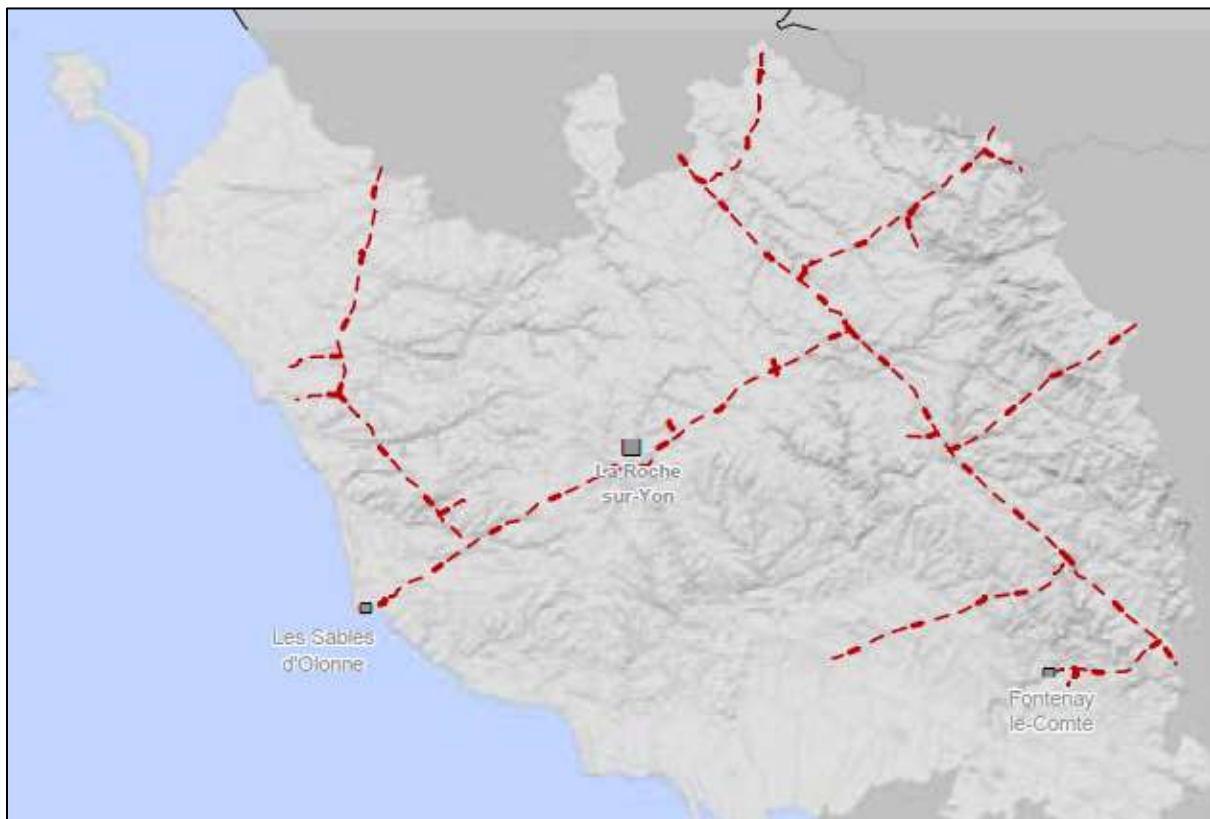 La Roche
sur-Yon
Les Sables
d'Olonne
Fontenay
le-Comte